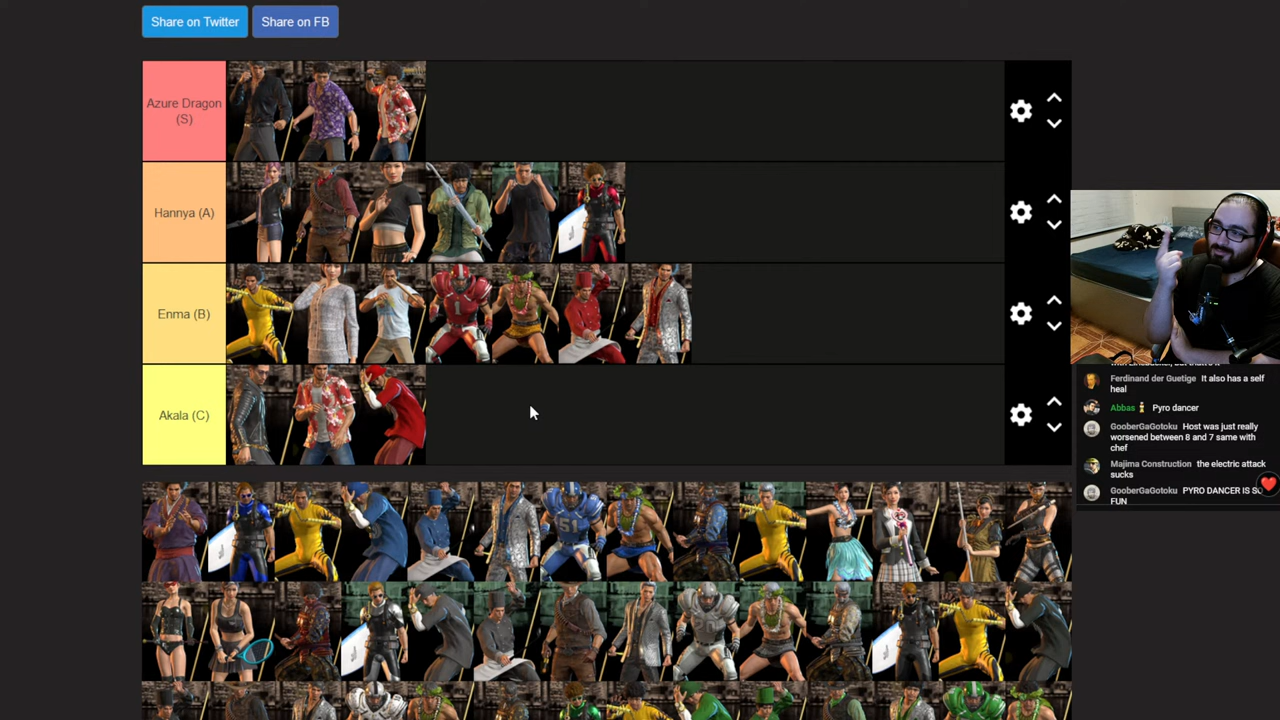 Share on Twitter
Share on FB
Azure Dragon
(S)
Hannya (A)
Enma (B)
Akala (C)
Ferdinand der Guetige It also has a self
heal
Abbas Pyro dancer
GooberGaGotoku Host was just really
worsened between 8 and 7 same with
chef
Majima Construction the electric attack
sucks
GooberGaGotoku PYRO DANCER IS SO
FUN